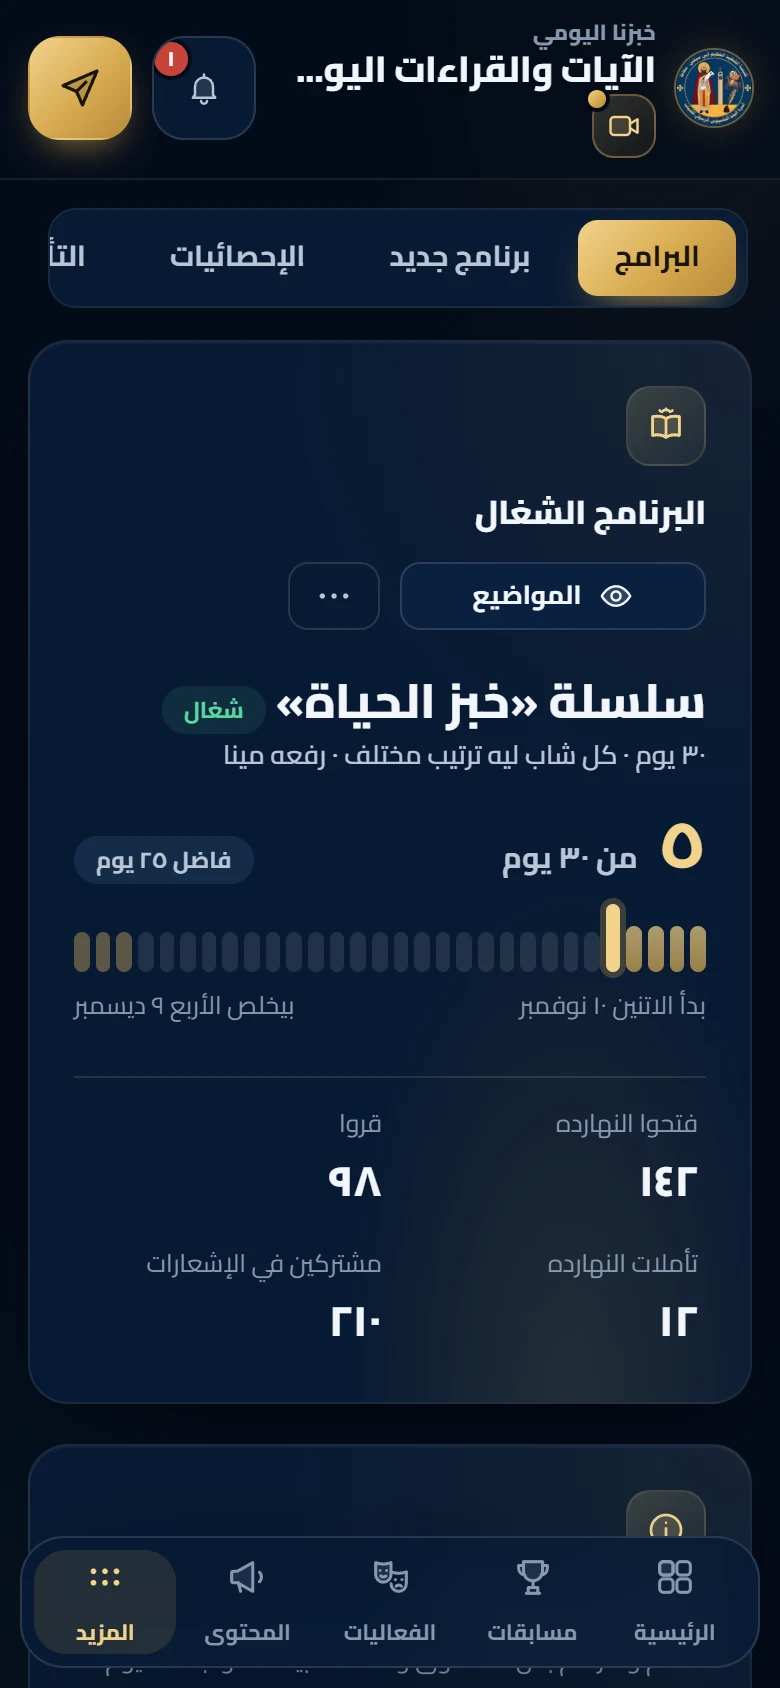 خبزنا اليومي
الآيات والقراءات اليو...
١
البرامج
برنامج جديد
الإحصائيات
التأ
البرنامج الشغال
المواضيع
سلسلة «خبز الحياة»
شغال
٣٠ يوم · كل شاب ليه ترتيب مختلف · رفعه مينا
٥ من ٣٠ يوم
فاضل ٢٥ يوم
بدأ الاتنين ١٠ نوفمبر
بيخلص الأربع ٩ ديسمبر
فتحوا النهارده
قروا
١٤٢
٩٨
تأملات النهارده
مشتركين في الإشعارات
١٢
٢١٠
الرئيسية
مسابقات
الفعاليات
المحتوى
المزيد